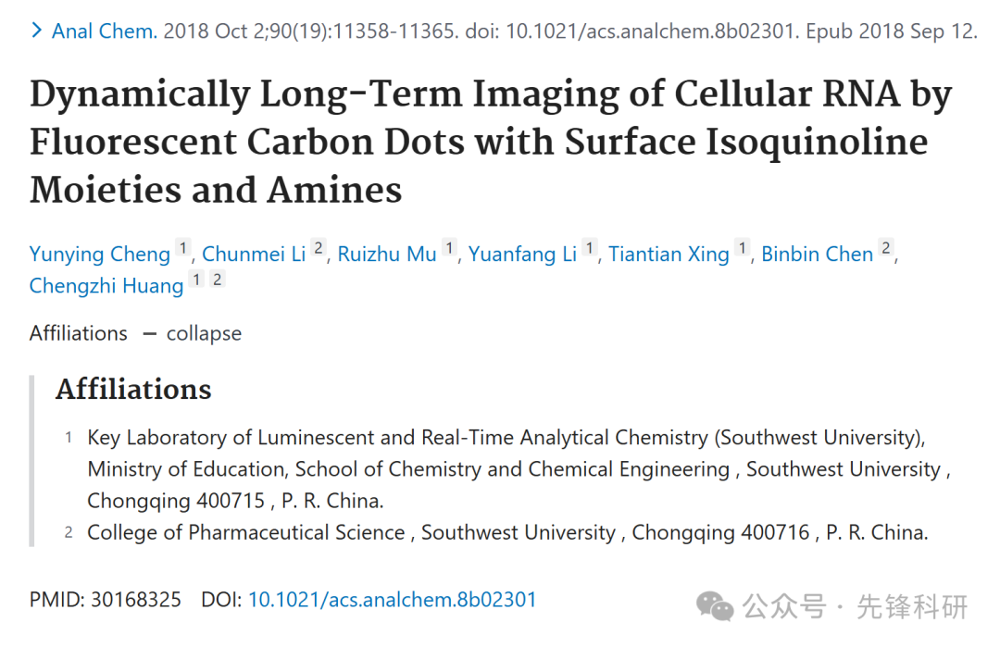 > Anal Chem. 2018 Oct 2;90(19):11358-11365. doi: 10.1021/acs.analchem.8b02301. Epub 2018 Sep 12.
Dynamically Long-Term Imaging of Cellular RNA by
Fluorescent Carbon Dots with Surface Isoquinoline
Moieties and Amines
Yunying Cheng 1, Chunmei Li 2, Ruizhu Mu 1, Yuanfang Li 1, Tiantian Xing 1, Binbin Chen 2,
Chengzhi Huang 1 2
Affiliations — collapse
Affiliations
1 Key Laboratory of Luminescent and Real-Time Analytical Chemistry (Southwest University),
Ministry of Education, School of Chemistry and Chemical Engineering , Southwest University ,
Chongqing 400715 , P. R. China.
2 College of Pharmaceutical Science , Southwest University , Chongqing 400716 , P. R. China.
PMID: 30168325 DOI: 10.1021/acs.analchem.8b02301
公众号 · 先锋科研